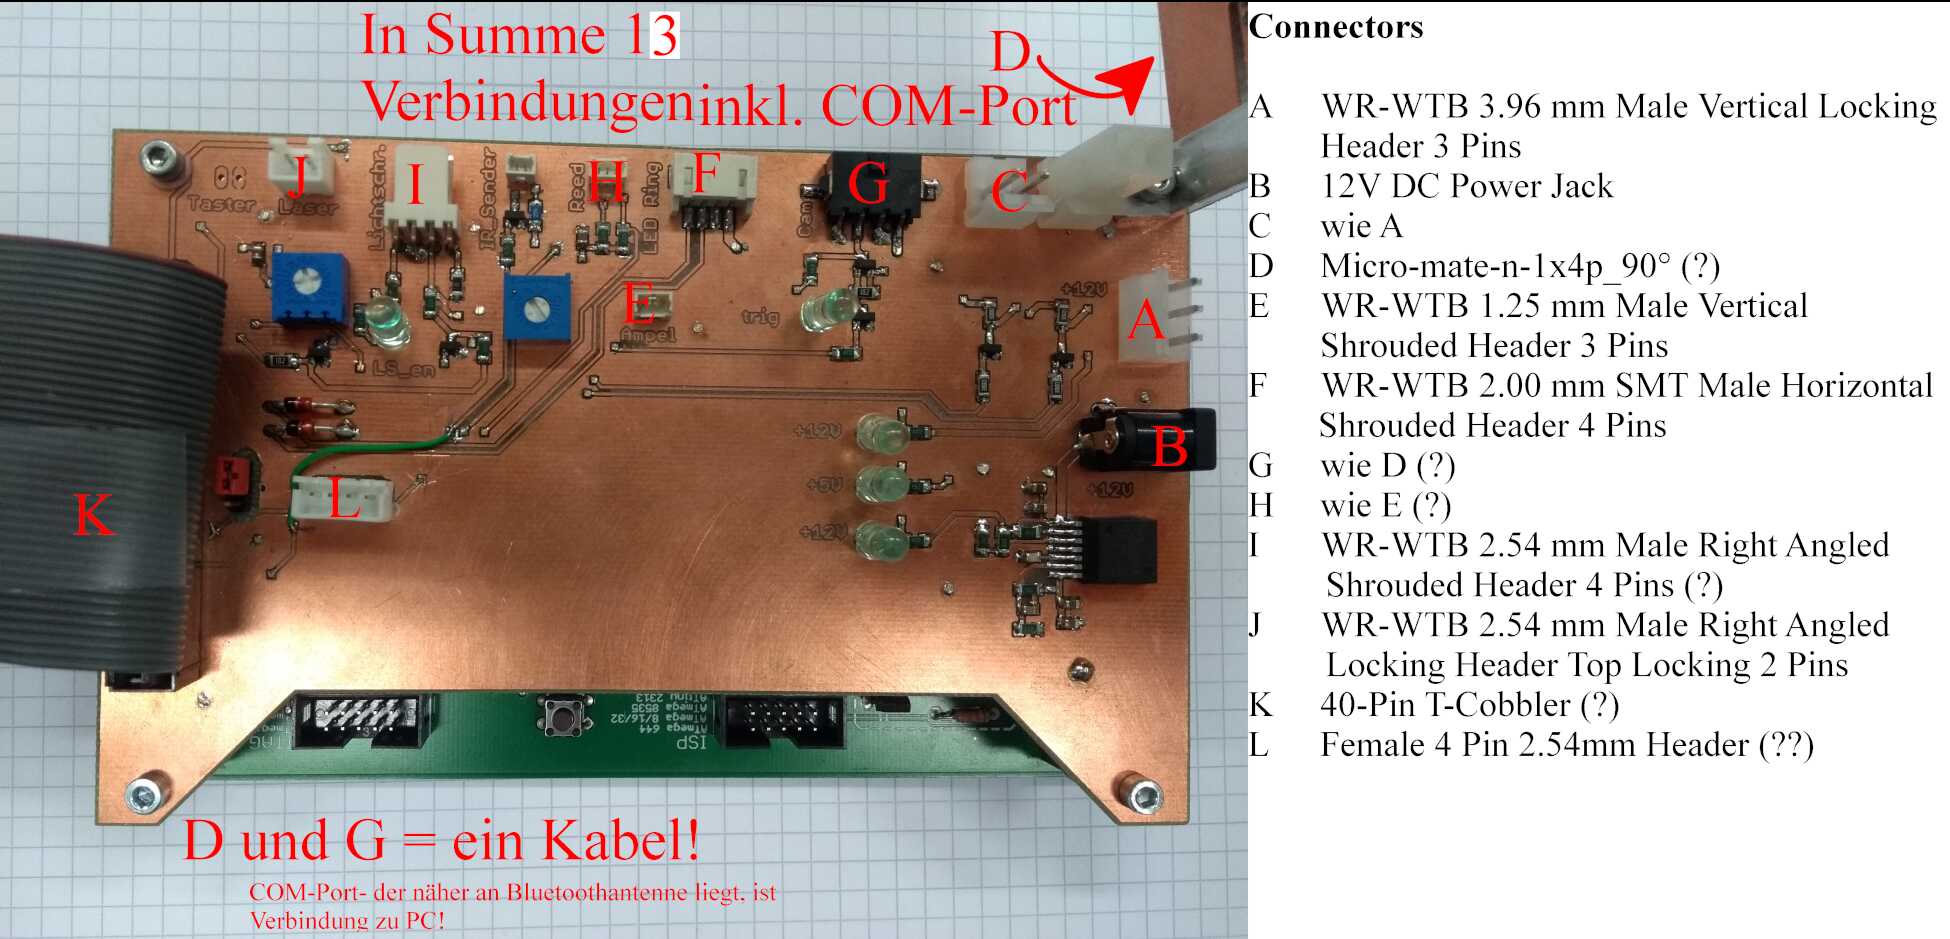 In Summe 13
Verbindungen inkl. COM-Port
D
J
I
H
F
G
C
Taster
Laser
Lichtschr.
IR_Sender
Reed
LED Ring
E
Ampel
trig
+12V
A
LS_en
+12V
B
+5V
+12V
+12V
K
L
ATtiny 2313
ATmega 8535
ATmega 8/16/32
ATmega 644
JTAG
ISP
D und G = ein Kabel!
COM-Port- der näher an Bluetoothantenne liegt, ist
Verbindung zu PC!
Connectors
A WR-WTB 3.96 mm Male Vertical Locking
Header 3 Pins
B 12V DC Power Jack
C wie A
D Micro-mate-n-1x4p_90° (?)
E WR-WTB 1.25 mm Male Vertical
Shrouded Header 3 Pins
F WR-WTB 2.00 mm SMT Male Horizontal
Shrouded Header 4 Pins
G wie D (?)
H wie E (?)
I WR-WTB 2.54 mm Male Right Angled
Shrouded Header 4 Pins (?)
J WR-WTB 2.54 mm Male Right Angled
Locking Header Top Locking 2 Pins
K 40-Pin T-Cobbler (?)
L Female 4 Pin 2.54mm Header (??)